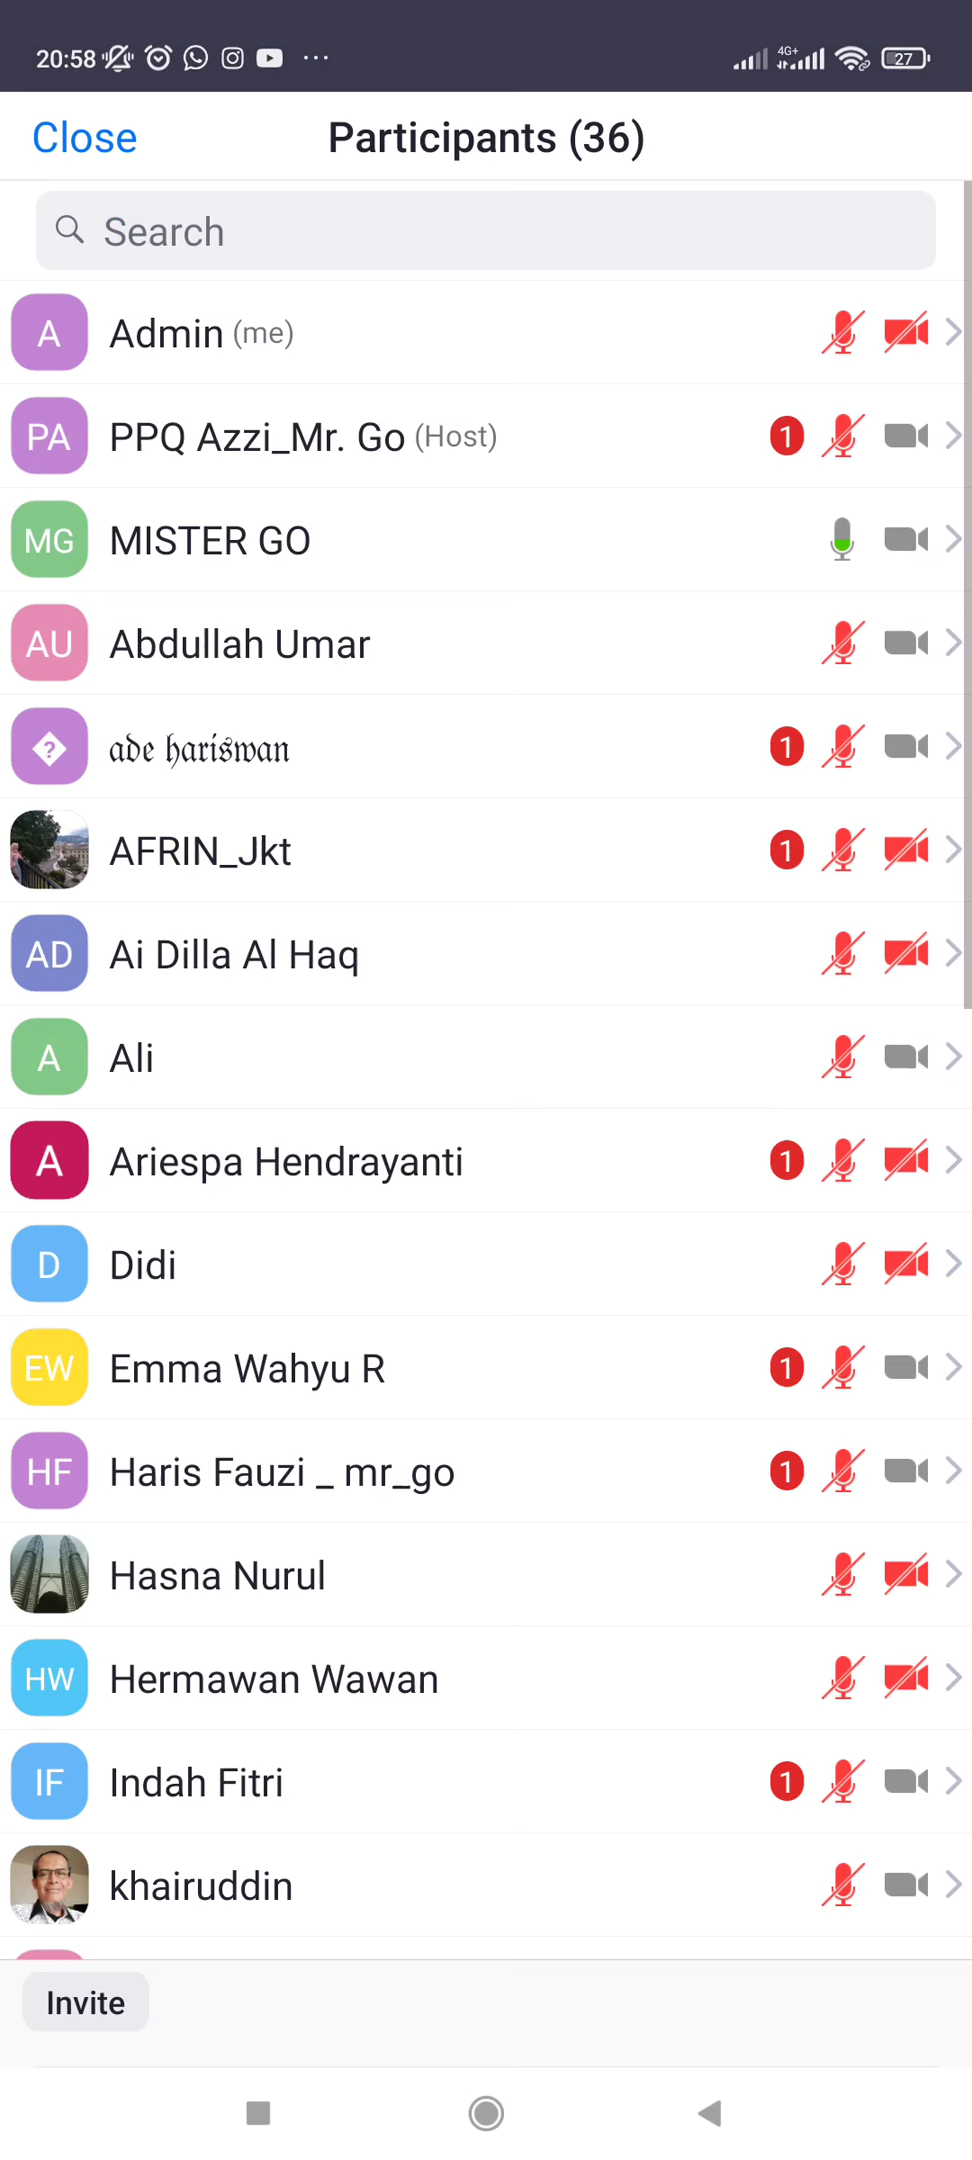 20:58 4G+ 27
Close Participants (36)
Search
A Admin (me)
PA PPQ Azzi_Mr. Go (Host) 1
MG MISTER GO
AU Abdullah Umar
? 𝔞𝔡𝔢 𝔥𝔞𝔯𝔦𝔰𝔴𝔞𝔫 1
AFRIN_Jkt 1
AD Ai Dilla Al Haq
A Ali
A Ariespa Hendrayanti 1
D Didi
EW Emma Wahyu R 1
HF Haris Fauzi _ mr_go 1
Hasna Nurul
HW Hermawan Wawan
IF Indah Fitri 1
khairuddin
Invite